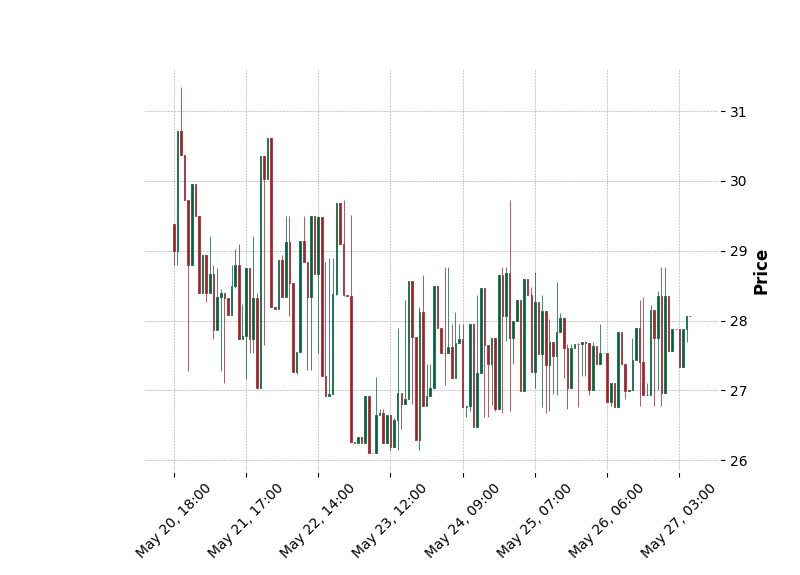 31
30
29
28
27
26
Price
May 20, 18:00
May 21, 17:00
May 22, 14:00
May 23, 12:00
May 24, 09:00
May 25, 07:00
May 26, 06:00
May 27, 03:00